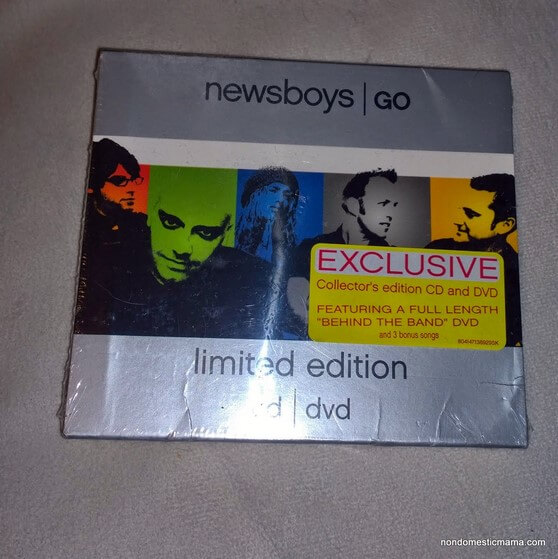 newsboys | GO
EXCLUSIVE
Collector's edition CD and DVD
FEATURING A FULL LENGTH
"BEHIND THE BAND" DVD
and 3 bonus songs
limited edition
cd | dvd
nondomesticmama.com